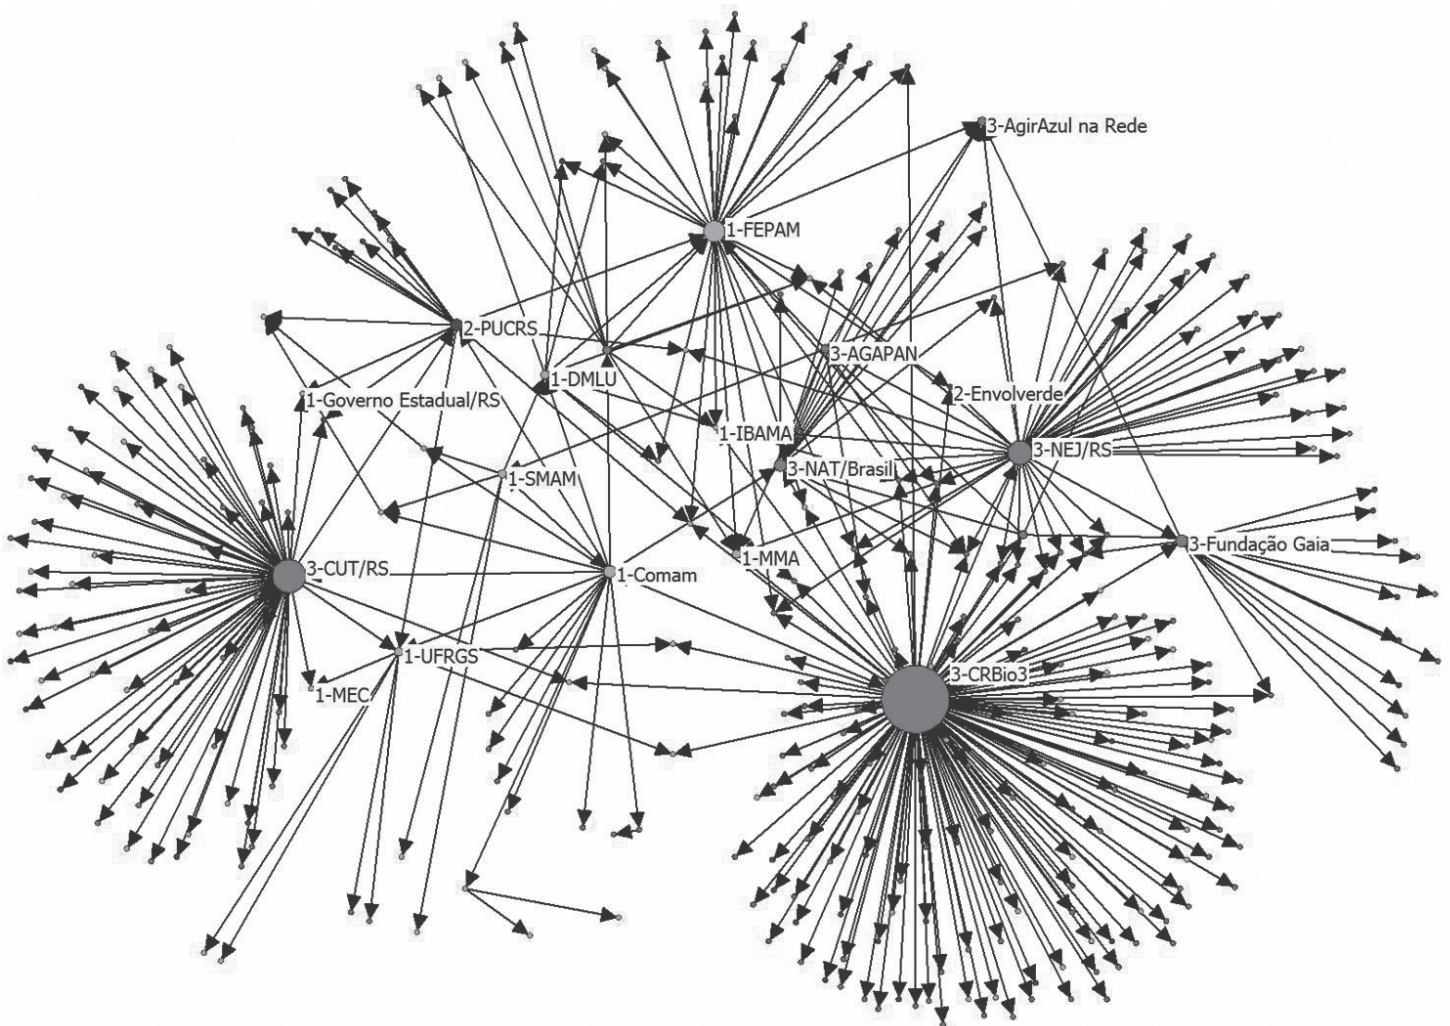 3-AgirAzul na Rede
1-FEPAM
2-PUCRS
3-AGAPAN
1-DMLU
2-Envolverde
1-Governo Estadual/RS
1-IBAMA
3-NEJ/RS
3-NAT/Brasil
1-SMAM
3-Fundação Gaia
1-MMA
3-CUT/RS
1-Comam
1-UFRGS
3-CRBio3
1-MEC